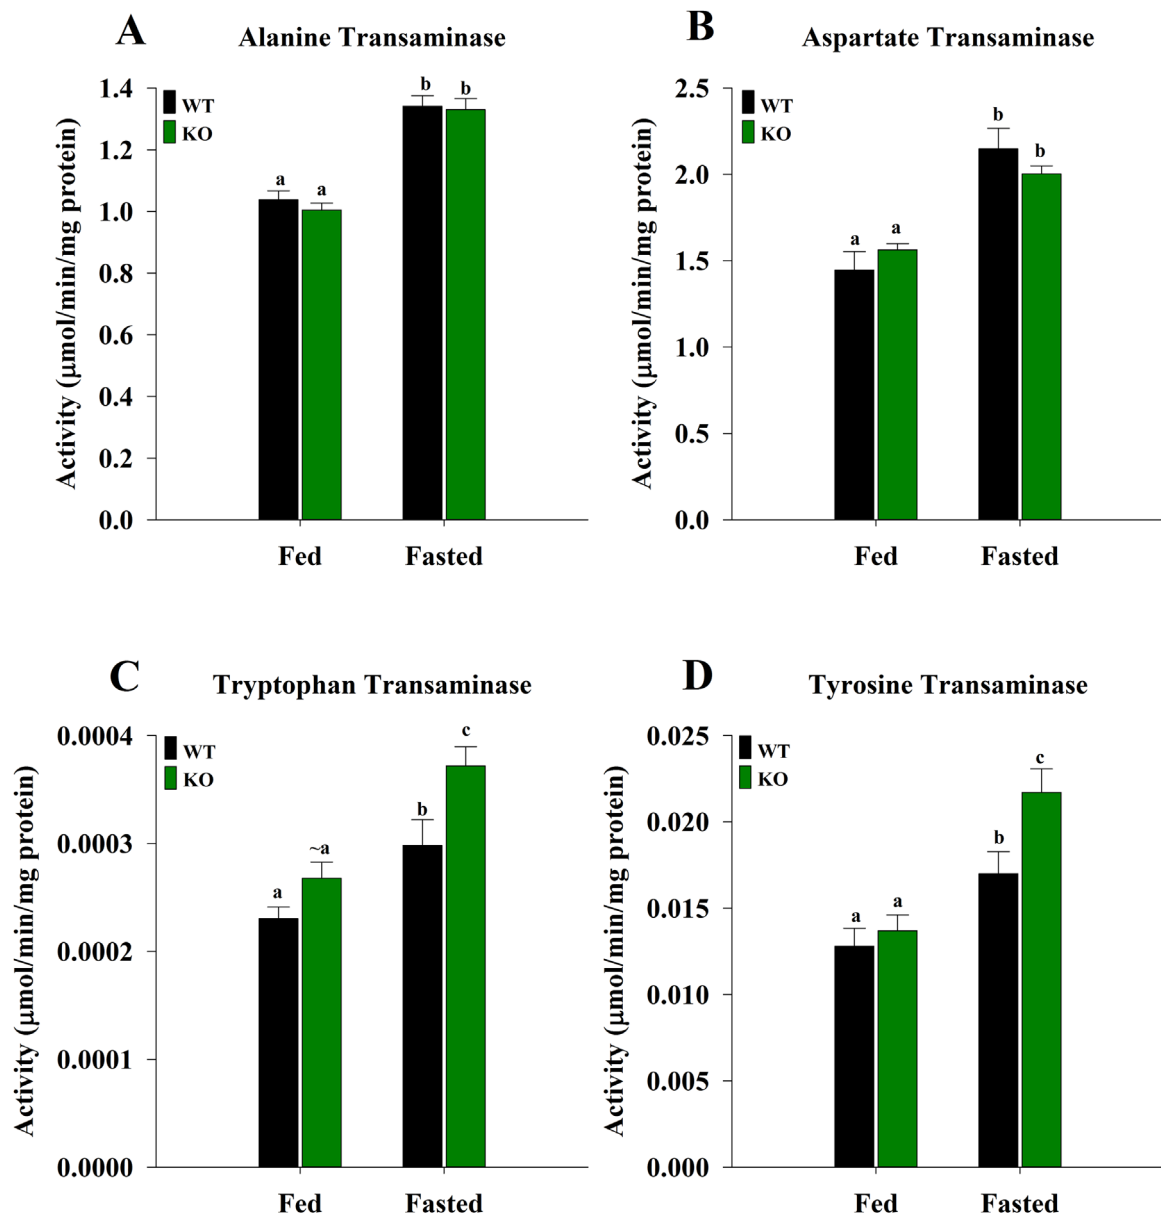 A
Alanine Transaminase
Activity (μmol/min/mg protein)
1.4
1.2
1.0
0.8
0.6
0.4
0.2
0.0
WT
KO
a
a
b
b
Fed
Fasted
B
Aspartate Transaminase
Activity (μmol/min/mg protein)
2.5
2.0
1.5
1.0
0.5
0.0
WT
KO
a
a
b
b
Fed
Fasted
C
Tryptophan Transaminase
Activity (μmol/min/mg protein)
0.0004
0.0003
0.0002
0.0001
0.0000
WT
KO
a
~a
b
c
Fed
Fasted
D
Tyrosine Transaminase
Activity (μmol/min/mg protein)
0.025
0.020
0.015
0.010
0.005
0.000
WT
KO
a
a
b
c
Fed
Fasted